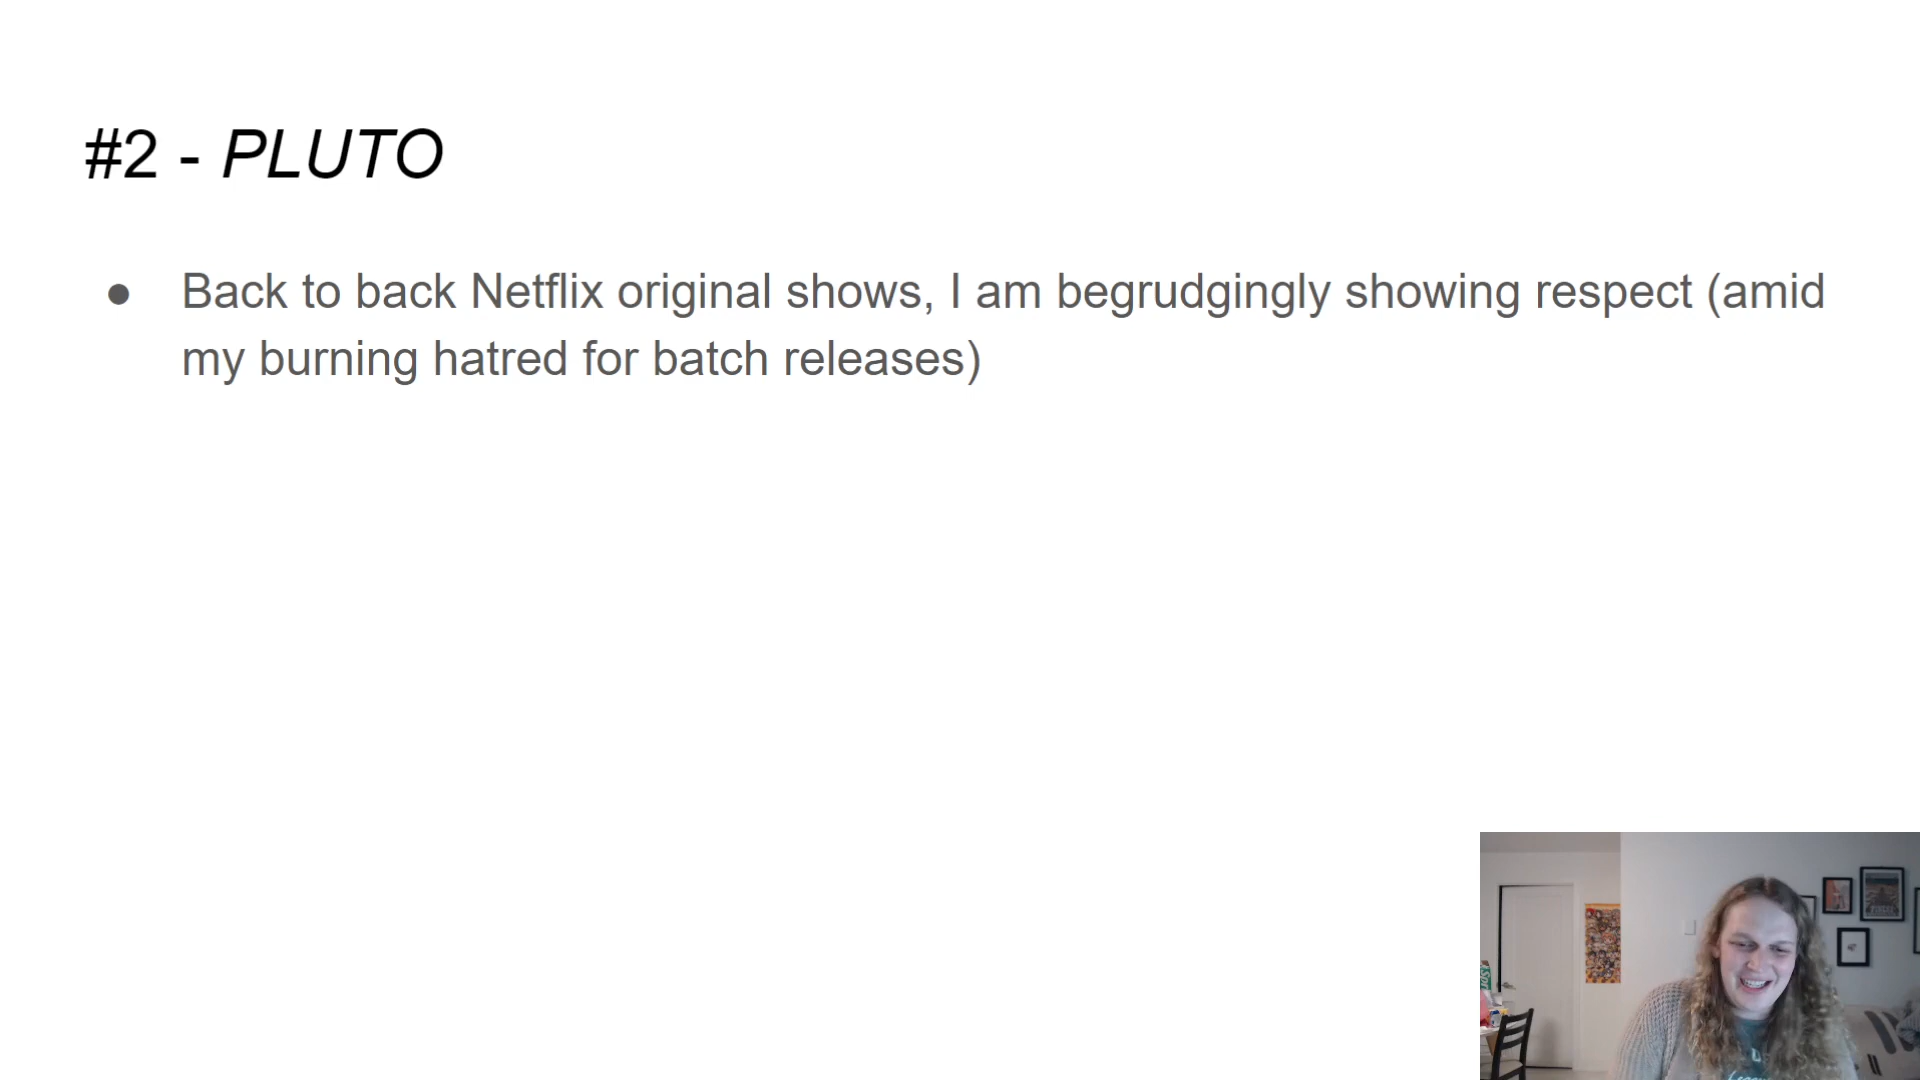 #2 - PLUTO
● Back to back Netflix original shows, I am begrudgingly showing respect (amid
my burning hatred for batch releases)